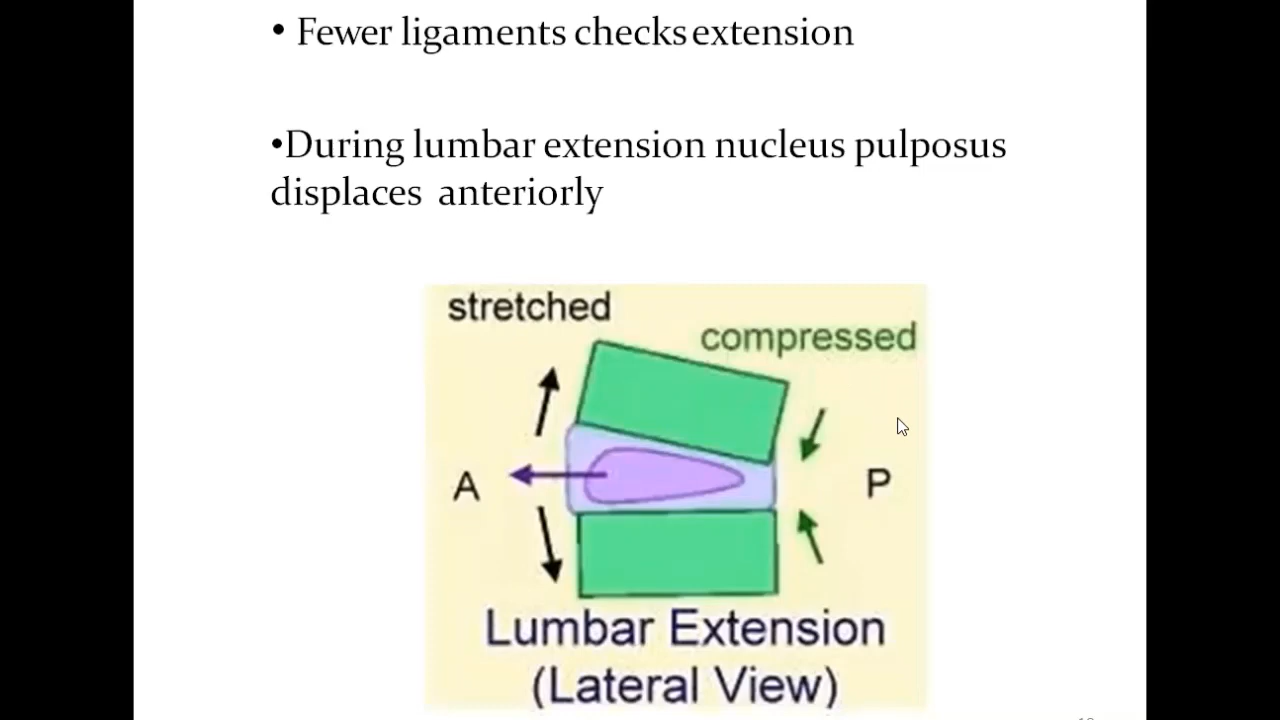 • Fewer ligaments checks extension
•During lumbar extension nucleus pulposus
displaces anteriorly
stretched
compressed
A
P
Lumbar Extension
(Lateral View)